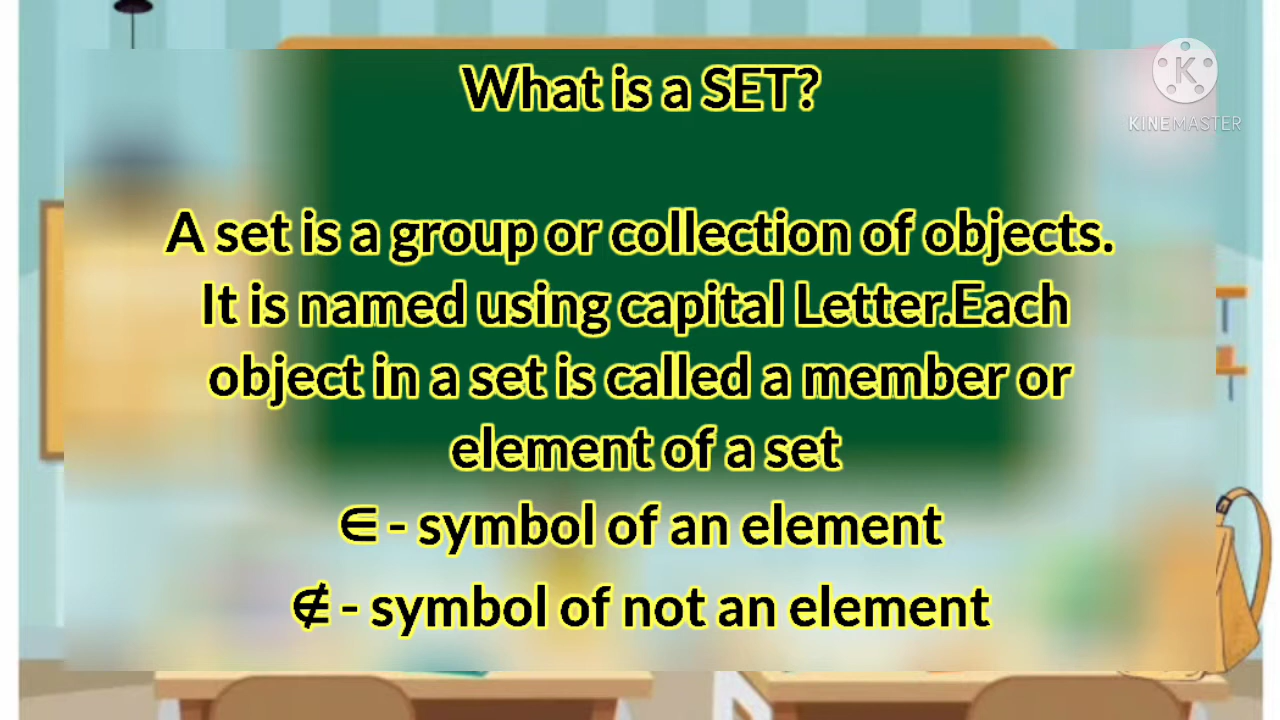 What is a SET?
KINEMASTER
A set is a group or collection of objects.
It is named using capital Letter.Each
object in a set is called a member or
element of a set
∈ - symbol of an element
∉ - symbol of not an element